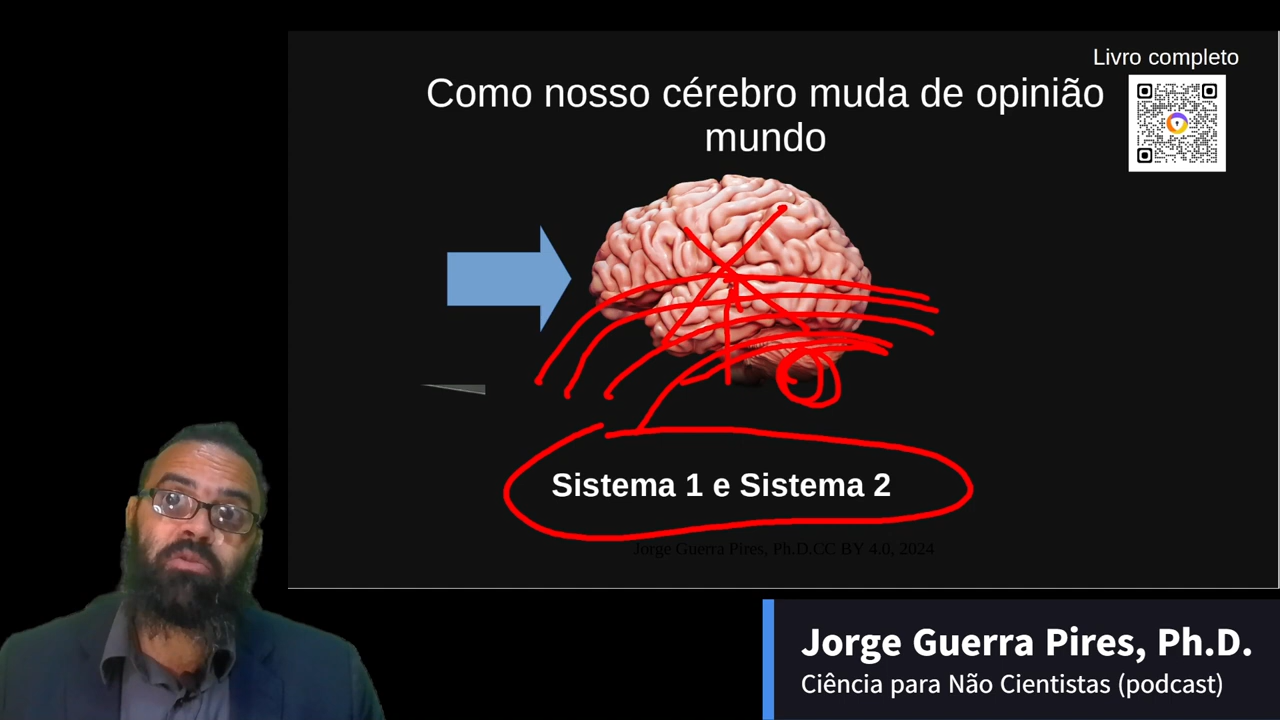 Livro completo
Como nosso cérebro muda de opinião
mundo
Sistema 1 e Sistema 2
Jorge Guerra Pires, Ph.D.CC BY 4.0, 2024
Jorge Guerra Pires, Ph.D.
Ciência para Não Cientistas (podcast)